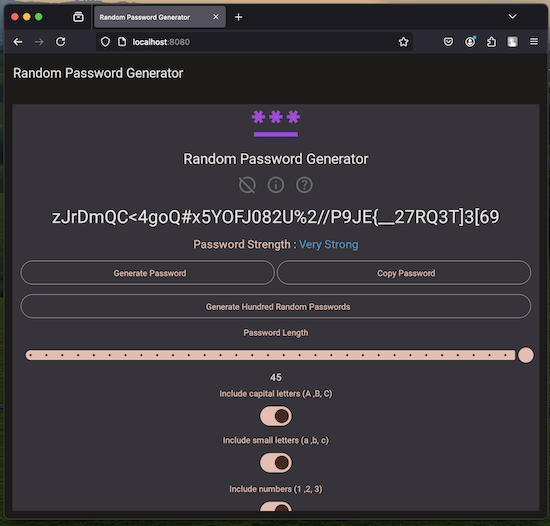 Random Password Generator
localhost:8080
Random Password Generator
***
Random Password Generator
zJrDmQC<4goQ#x5YOFJ082U%2//P9JE{__27RQ3T]3[69
Password Strength : Very Strong
Generate Password
Copy Password
Generate Hundred Random Passwords
Password Length
45
Include capital letters (A ,B, C)
Include small letters (a ,b, c)
Include numbers (1 ,2, 3)